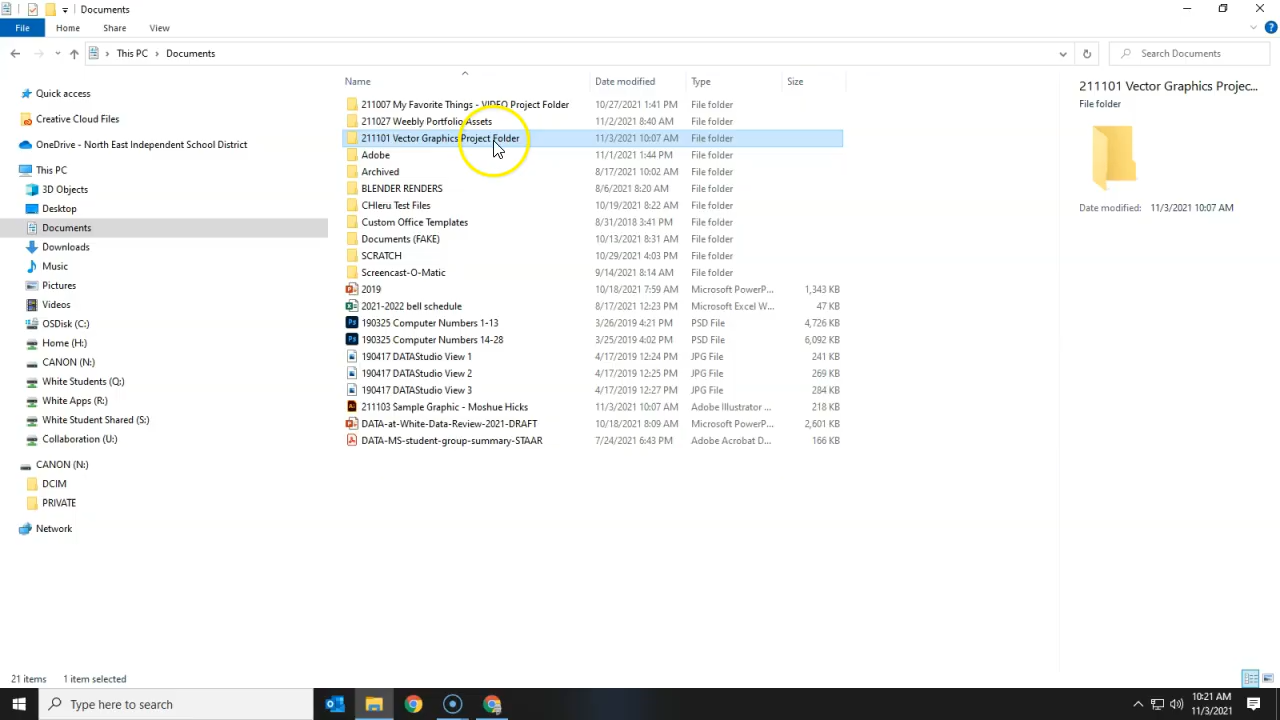 Documents
File Home Share View
This PC Documents Search Documents
Name Date modified Type Size
Quick access
Creative Cloud Files
OneDrive - North East Independent School District
This PC
3D Objects
Desktop
Documents
Downloads
Music
Pictures
Videos
OSDisk (C:)
Home (H:)
CANON (N:)
White Students (Q:)
White Apps (R:)
White Student Shared (S:)
Collaboration (U:)
CANON (N:)
DCIM
PRIVATE
Network
211007 My Favorite Things - VIDEO Project Folder 10/27/2021 1:41 PM File folder
211027 Weebly Portfolio Assets 11/2/2021 8:40 AM File folder
211101 Vector Graphics Project Folder 11/3/2021 10:07 AM File folder
Adobe 11/1/2021 1:44 PM File folder
Archived 8/17/2021 10:02 AM File folder
BLENDER RENDERS 8/6/2021 8:20 AM File folder
CHIeru Test Files 10/19/2021 8:22 AM File folder
Custom Office Templates 8/31/2018 3:41 PM File folder
Documents (FAKE) 10/13/2021 8:31 AM File folder
SCRATCH 10/29/2021 4:03 PM File folder
Screencast-O-Matic 9/14/2021 8:14 AM File folder
2019 10/18/2021 7:59 AM Microsoft PowerP... 1,343 KB
2021-2022 bell schedule 8/17/2021 12:23 PM Microsoft Excel W... 47 KB
190325 Computer Numbers 1-13 3/26/2019 4:21 PM PSD File 4,726 KB
190325 Computer Numbers 14-28 3/25/2019 4:02 PM PSD File 6,092 KB
190417 DATAStudio View 1 4/17/2019 12:24 PM JPG File 241 KB
190417 DATAStudio View 2 4/17/2019 12:25 PM JPG File 269 KB
190417 DATAStudio View 3 4/17/2019 12:27 PM JPG File 284 KB
211103 Sample Graphic - Moshue Hicks 11/3/2021 10:07 AM Adobe Illustrator ... 218 KB
DATA-at-White-Data-Review-2021-DRAFT 10/18/2021 8:09 AM Microsoft PowerP... 2,601 KB
DATA-MS-student-group-summary-STAAR 7/24/2021 6:43 PM Adobe Acrobat D... 166 KB
211101 Vector Graphics Projec...
File folder
Date modified: 11/3/2021 10:07 AM
21 items 1 item selected
Type here to search
10:21 AM
11/3/2021